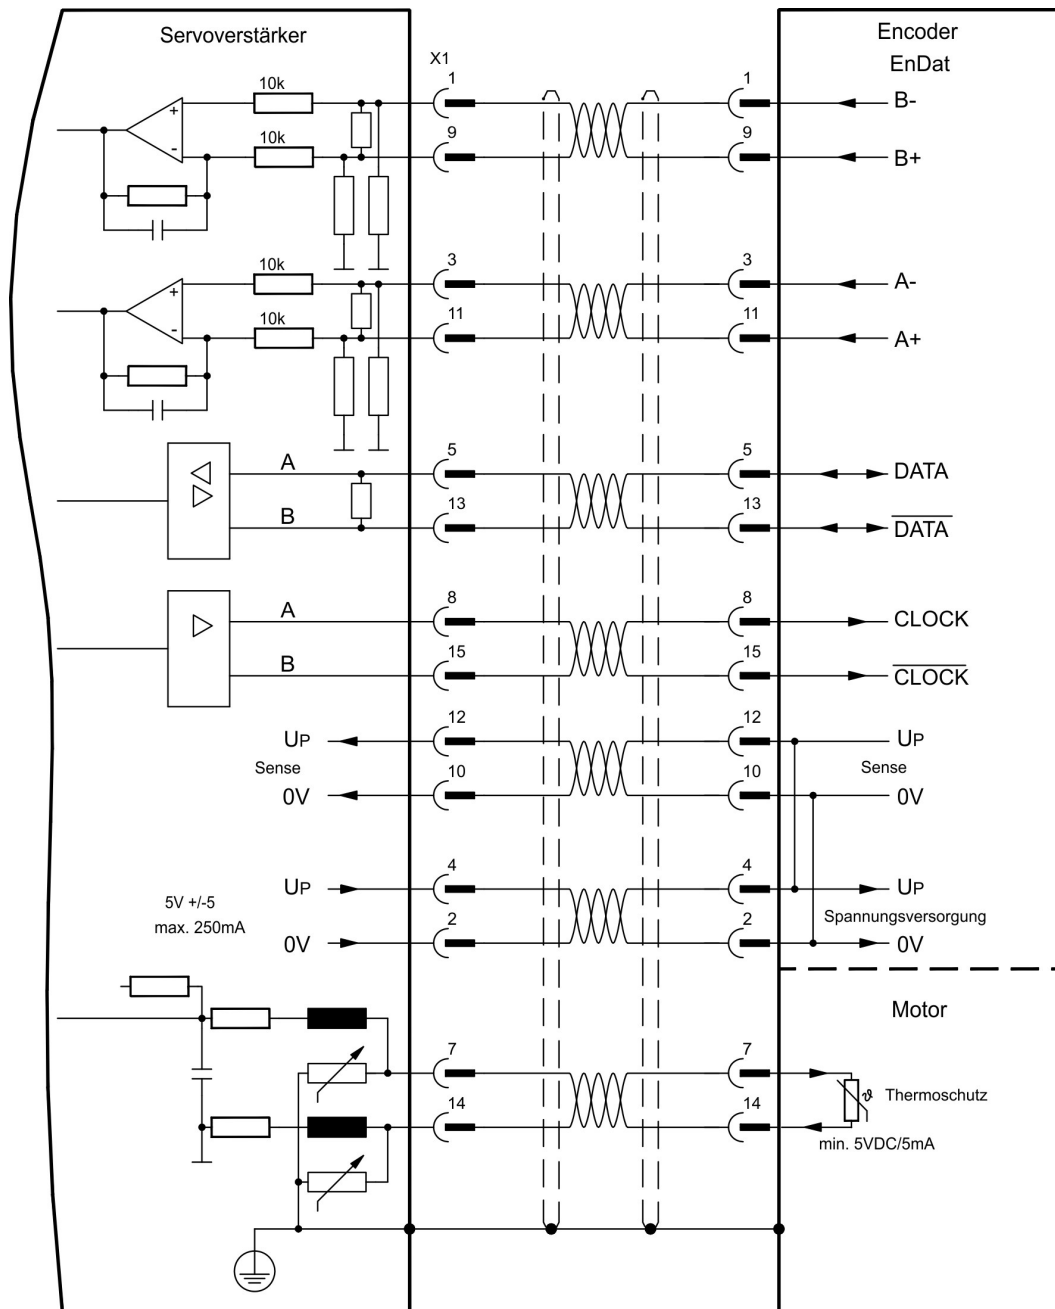 Servoverstärker
Encoder
EnDat
X1
10k
1
1
B-
+
10k
9
9
B+
-
10k
3
3
A-
+
10k
11
11
A+
-
A
5
5
DATA
B
13
13
DATA
A
8
8
CLOCK
B
15
15
CLOCK
UP
12
12
UP
Sense
Sense
0V
10
10
0V
UP
4
4
UP
5V +/-5
max. 250mA
Spannungsversorgung
0V
2
2
0V
Motor
7
7
ϑ
Thermoschutz
14
14
min. 5VDC/5mA